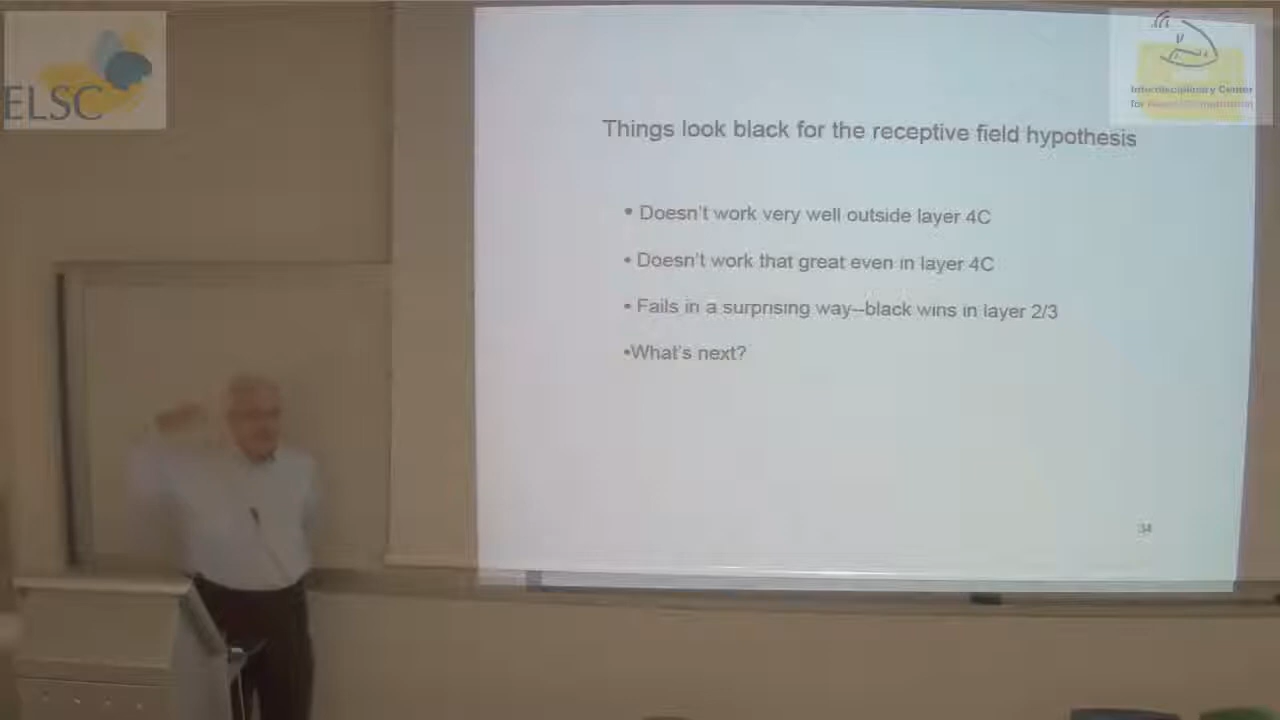 ELSC
Interdisciplinary Center
for
Things look black for the receptive field hypothesis
• Doesn't work very well outside layer 4C
• Doesn't work that great even in layer 4C
• Fails in a surprising way--black wins in layer 2/3
•What's next?
34